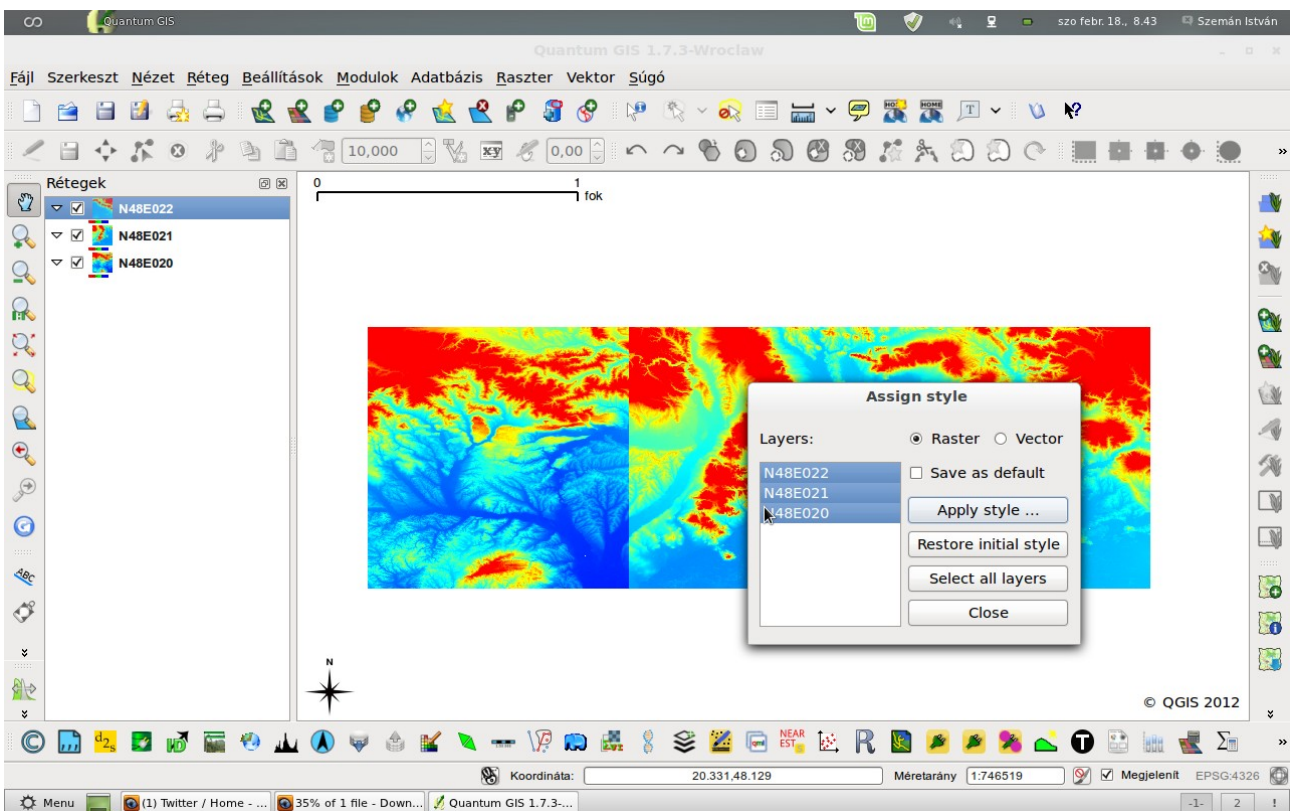 Quantum GIS
szo febr. 18., 8.43
Szemán István
Quantum GIS 1.7.3-Wroclaw
Fájl Szerkeszt Nézet Réteg Beállítások Modulok Adatbázis Raszter Vektor Súgó
10,000
xy
0,00
»
Rétegek
N48E022
N48E021
N48E020
0 1
fok
Assign style
Layers:
Raster
Vector
N48E022
N48E021
N48E020
Save as default
Apply style ...
Restore initial style
Select all layers
Close
ABC
N
© QGIS 2012
NEAR
EST
Koordináta:
20.331,48.129
Méretarány
1:746519
Megjelenít
EPSG:4326
Menu
(1) Twitter / Home - ...
35% of 1 file - Down...
Quantum GIS 1.7.3-...
-1-
2
!